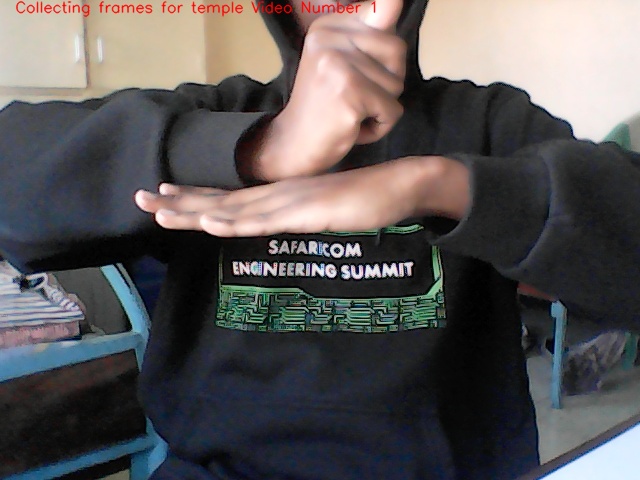 Collecting frames for temple Video Number 1
SAFARICOM
ENGINEERING SUMMIT